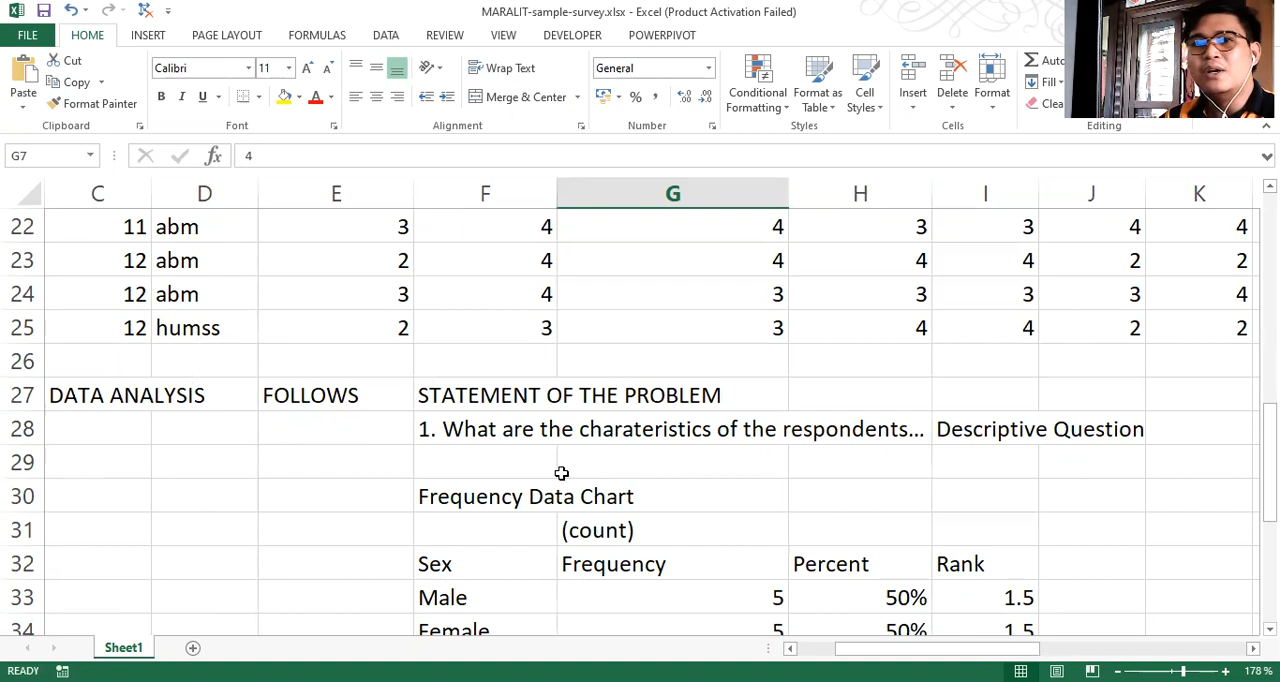 MARALIT-sample-survey.xlsx - Excel (Product Activation Failed)
FILE HOME INSERT PAGE LAYOUT FORMULAS DATA REVIEW VIEW DEVELOPER POWERPIVOT
Cut
Copy
Format Painter
Paste
Clipboard
Calibri 11
B I U
Font
Wrap Text
Merge & Center
Alignment
General
%
Number
Conditional Formatting
Format as Table
Cell Styles
Styles
Insert Delete Format
Cells
Auto
Fill
Clea
Editing
G7 fx 4
C D E F G H I J K
22 11 abm 3 4 4 3 3 4 4
23 12 abm 2 4 4 4 4 2 2
24 12 abm 3 4 3 3 3 3 4
25 12 humss 2 3 3 4 4 2 2
26
27 DATA ANALYSIS FOLLOWS STATEMENT OF THE PROBLEM
28 1. What are the charateristics of the respondents... Descriptive Question
29
30 Frequency Data Chart
31 (count)
32 Sex Frequency Percent Rank
33 Male 5 50% 1.5
34 Female 5 50% 1.5
Sheet1
READY 178 %